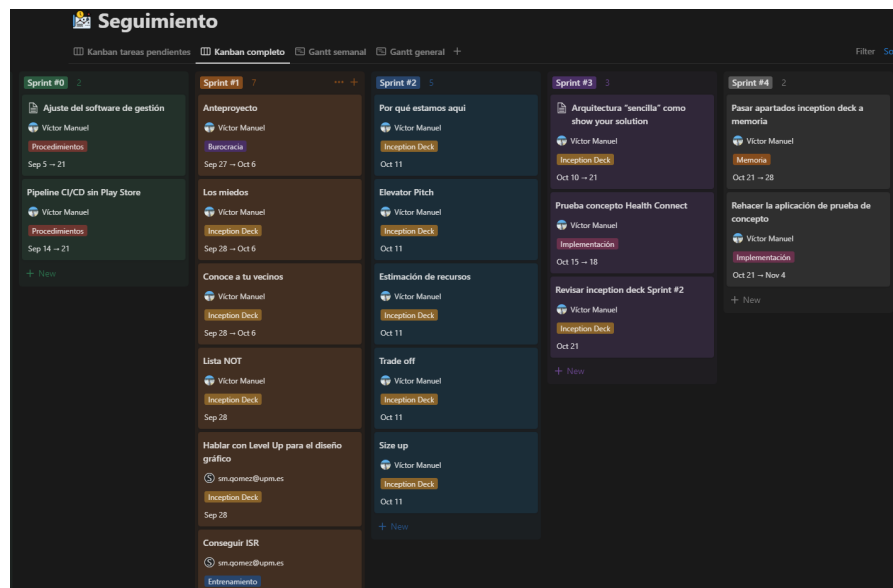 Seguimiento
Kanban tareas pendientes
Kanban completo
Gantt semanal
Gantt general
Filter
Sprint #0 2
Ajuste del software de gestión
Víctor Manuel
Procedimientos
Sep 5 → 21
Pipeline CI/CD sin Play Store
Víctor Manuel
Procedimientos
Sep 14 → 21
+ New
Sprint #1 7
Anteproyecto
Víctor Manuel
Burocracia
Sep 27 → Oct 6
Los miedos
Víctor Manuel
Inception Deck
Sep 28 → Oct 6
Conoce a tu vecinos
Víctor Manuel
Inception Deck
Sep 28 → Oct 6
Lista NOT
Víctor Manuel
Inception Deck
Sep 28
Hablar con Level Up para el diseño
gráfico
sm.gomez@upm.es
Inception Deck
Sep 28
Conseguir ISR
sm.gomez@upm.es
Entrenamiento
Sprint #2 5
Por qué estamos aqui
Víctor Manuel
Inception Deck
Oct 11
Elevator Pitch
Víctor Manuel
Inception Deck
Oct 11
Estimación de recursos
Víctor Manuel
Inception Deck
Oct 11
Trade off
Víctor Manuel
Inception Deck
Oct 11
Size up
Víctor Manuel
Inception Deck
Oct 11
+ New
Sprint #3 3
Arquitectura "sencilla" como
show your solution
Víctor Manuel
Inception Deck
Oct 10 → 21
Prueba concepto Health Connect
Víctor Manuel
Implementación
Oct 15 → 18
Revisar inception deck Sprint #2
Víctor Manuel
Inception Deck
Oct 21
+ New
Sprint #4 2
Pasar apartados inception deck a
memoria
Víctor Manuel
Memoria
Oct 21 → 28
Rehacer la aplicación de prueba de
concepto
Víctor Manuel
Implementación
Oct 21 → Nov 4
+ New